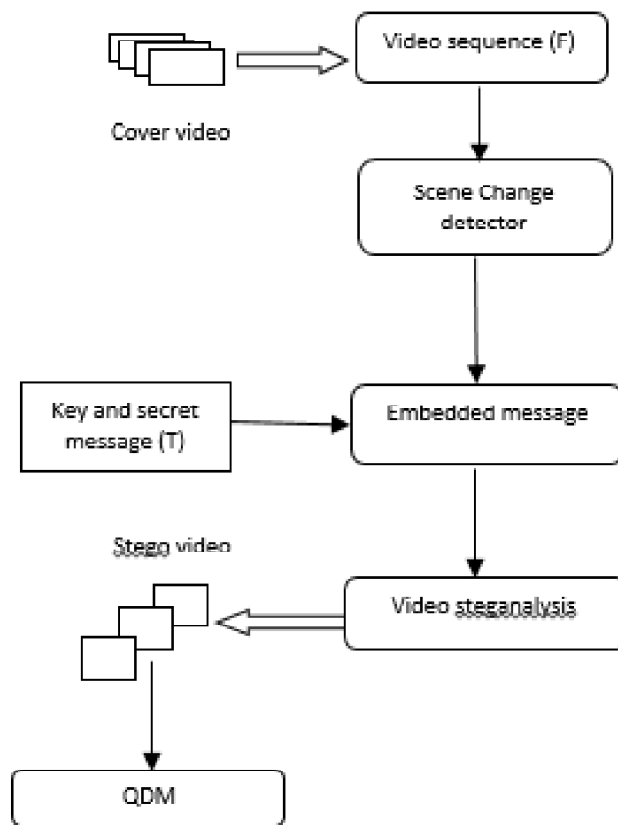 Video sequence (F)
Cover video
Scene Change
detector
Key and secret
message (T)
Embedded message
Stego video
Video steganalysis
QDM